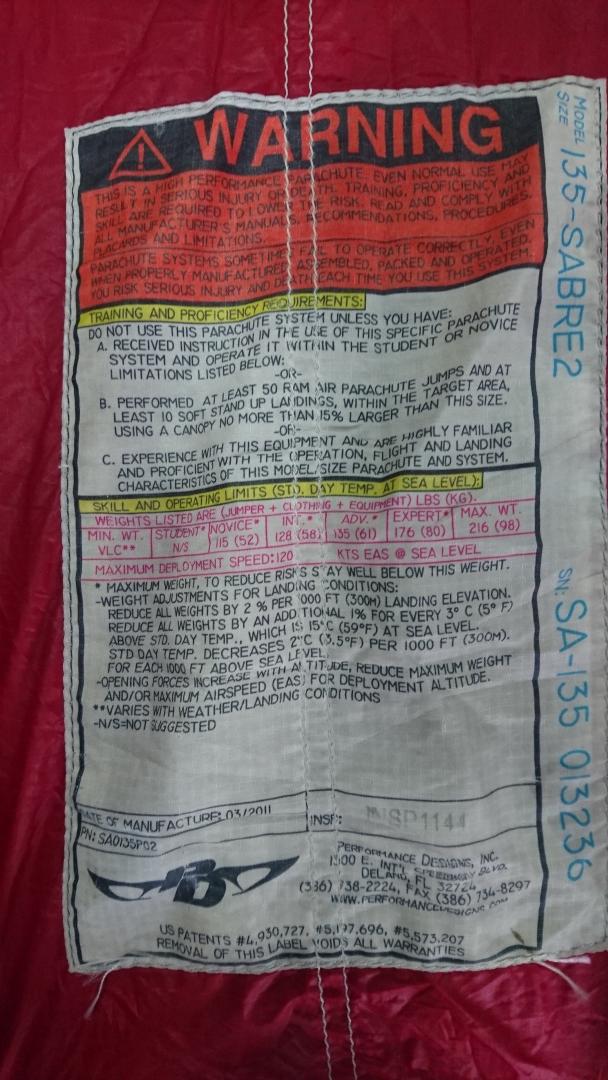 WARNING
THIS IS A HIGH PERFORMANCE PARACHUTE. EVEN NORMAL USE MAY
RESULT IN SERIOUS INJURY OR DEATH. TRAINING, PROFICIENCY AND
SKILL ARE REQUIRED TO LOWER THE RISK. READ AND COMPLY WITH
ALL MANUFACTURER'S MANUALS, RECOMMENDATIONS, PROCEDURES,
PLACARDS AND LIMITATIONS.
PARACHUTE SYSTEMS SOMETIMES FAIL TO OPERATE CORRECTLY, EVEN
WHEN PROPERLY MANUFACTURED, ASSEMBLED, PACKED AND OPERATED.
YOU RISK SERIOUS INJURY AND DEATH EACH TIME YOU USE THIS SYSTEM.
TRAINING AND PROFICIENCY REQUIREMENTS:
DO NOT USE THIS PARACHUTE SYSTEM UNLESS YOU HAVE:
A. RECEIVED INSTRUCTION IN THE USE OF THIS SPECIFIC PARACHUTE
SYSTEM AND OPERATE IT WITHIN THE STUDENT OR NOVICE
LIMITATIONS LISTED BELOW:
-OR-
B. PERFORMED AT LEAST 50 RAM AIR PARACHUTE JUMPS AND AT
LEAST 10 SOFT STAND UP LANDINGS, WITHIN THE TARGET AREA,
USING A CANOPY NO MORE THAN 15% LARGER THAN THIS SIZE.
-OR-
C. EXPERIENCE WITH THIS EQUIPMENT AND ARE HIGHLY FAMILIAR
AND PROFICIENT WITH THE OPERATION, FLIGHT AND LANDING
CHARACTERISTICS OF THIS MODEL/SIZE PARACHUTE AND SYSTEM.
SKILL AND OPERATING LIMITS (STD. DAY TEMP. AT SEA LEVEL):
WEIGHTS LISTED ARE (JUMPER + CLOTHING + EQUIPMENT) LBS (KG).
MIN. WT. STUDENT* NOVICE* INT.* ADV.* EXPERT* MAX. WT.
VLC** N/S 115 (52) 128 (58) 135 (61) 176 (80) 216 (98)
MAXIMUM DEPLOYMENT SPEED: 120 KTS EAS @ SEA LEVEL
* MAXIMUM WEIGHT, TO REDUCE RISKS STAY WELL BELOW THIS WEIGHT.
-WEIGHT ADJUSTMENTS FOR LANDING CONDITIONS:
REDUCE ALL WEIGHTS BY 2 % PER 1000 FT (300M) LANDING ELEVATION.
REDUCE ALL WEIGHTS BY AN ADDITIONAL 1% FOR EVERY 3° C (5° F)
ABOVE STD. DAY TEMP., WHICH IS 15°C (59°F) AT SEA LEVEL.
STD DAY TEMP. DECREASES 2°C (3.5°F) PER 1000 FT (300M).
FOR EACH 1000 FT ABOVE SEA LEVEL
-OPENING FORCES INCREASE WITH ALTITUDE, REDUCE MAXIMUM WEIGHT
AND/OR MAXIMUM AIRSPEED (EAS) FOR DEPLOYMENT ALTITUDE.
**VARIES WITH WEATHER/LANDING CONDITIONS
-N/S=NOT SUGGESTED
DATE OF MANUFACTURE: 03/2011 INSP: INSP1144
PN: SA0135P02
PD
PERFORMANCE DESIGNS, INC.
1300 E. INT'L SPEEDWAY BLVD.
DELAND, FL 32724
(386) 738-2224, FAX (386) 734-8297
WWW.PERFORMANCEDESIGNS.COM
US PATENTS #4,930,727, #5,197,696, #5,573,207
REMOVAL OF THIS LABEL VOIDS ALL WARRANTIES
MODEL
SIZE 135-SABRE2
SN: SA-135 013236